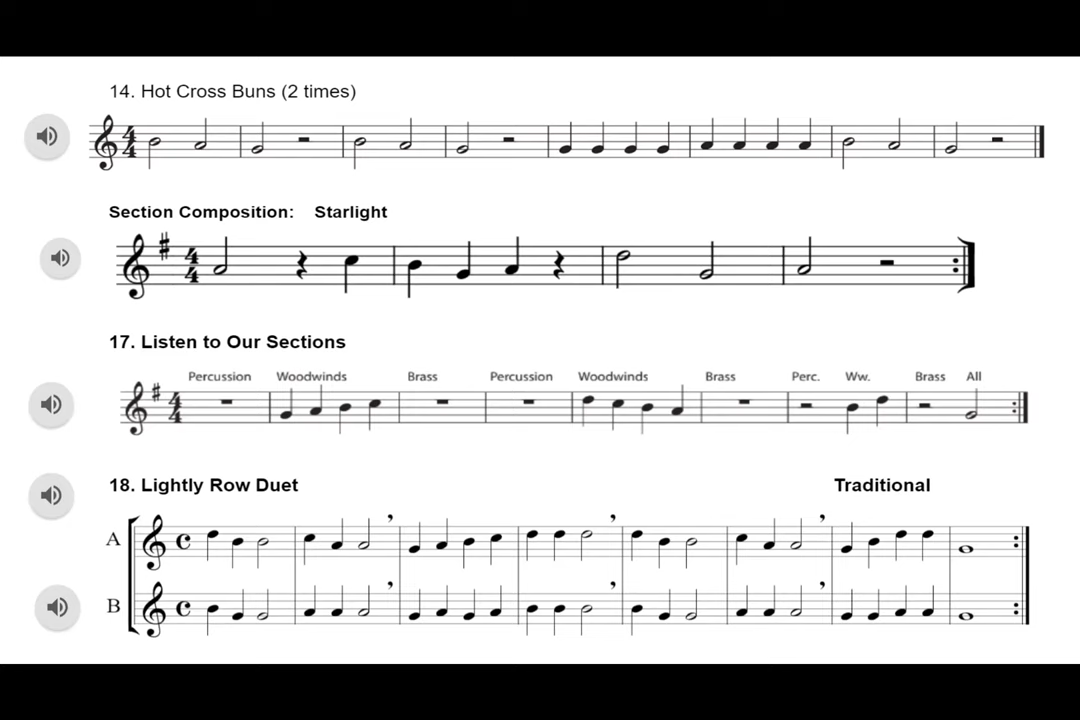 14. Hot Cross Buns (2 times)
Section Composition: Starlight
17. Listen to Our Sections
Percussion Woodwinds Brass Percussion Woodwinds Brass Perc. Ww. Brass All
18. Lightly Row Duet Traditional
A
B